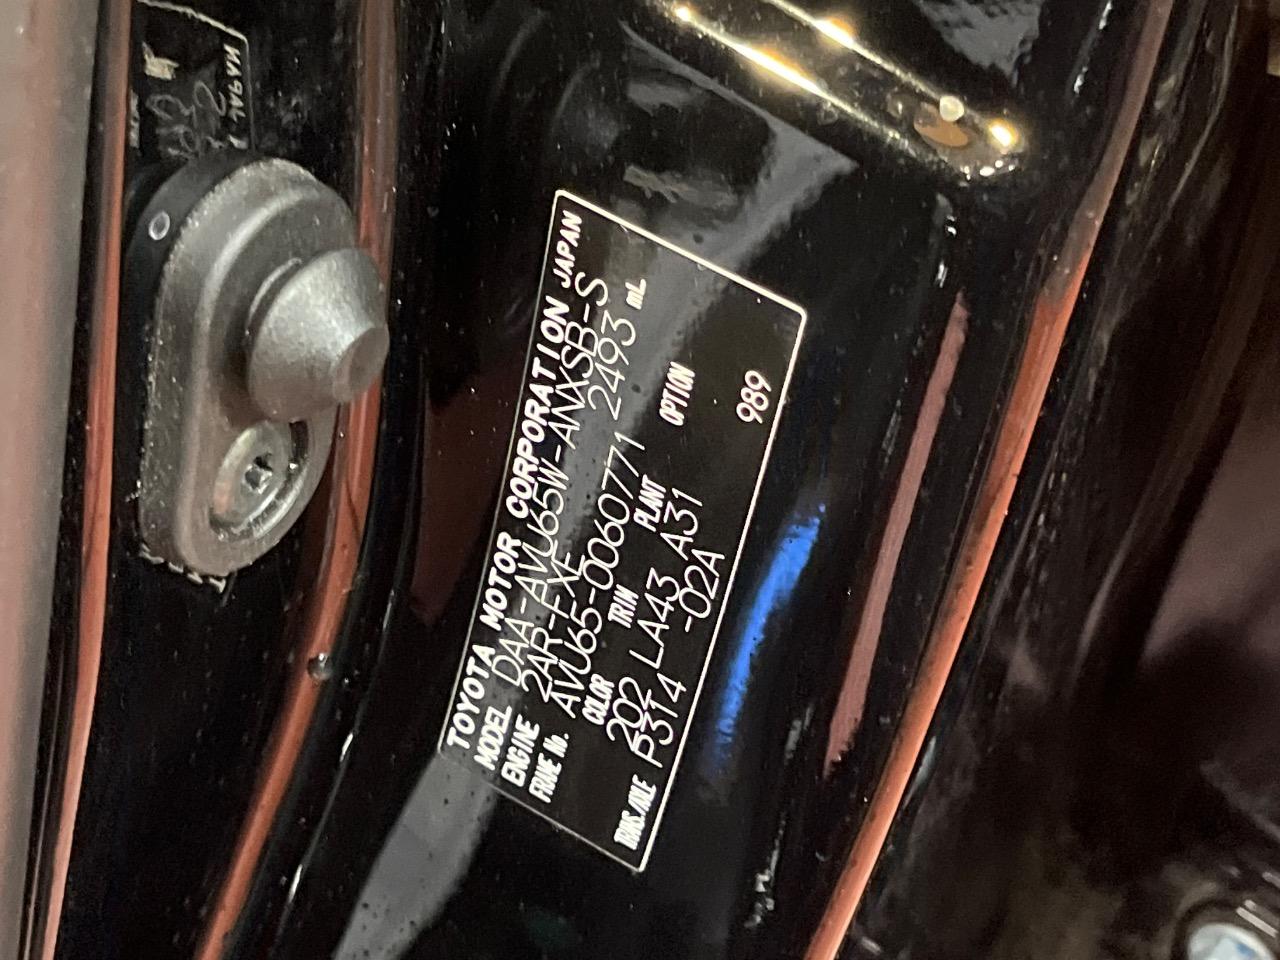 TOYOTA MOTOR CORPORATION JAPAN
MODEL DAA-AVU65W-ANXSB-S
ENGINE 2AR-FXE 2493 mL
FRAME No. AVU65-0060771
COLOR TRIM PLANT OPTION
202 LA43 A31
TRANS./AXLE P314 -02A 989